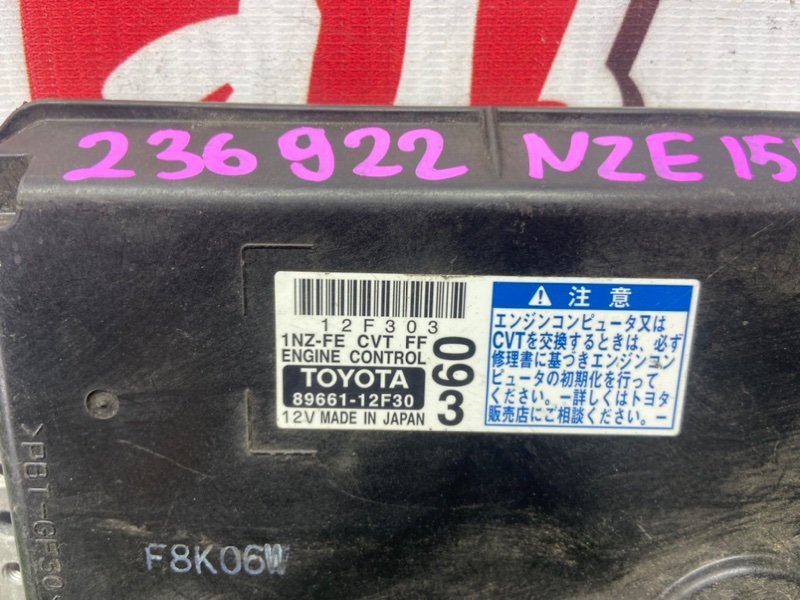 236922 NZE15
12F303
1NZ-FE CVT FF
ENGINE CONTROL
TOYOTA
89661-12F30
12V MADE IN JAPAN
360
注意
エンジンコンピュータ又は
CVTを交換するときは、必ず
修理書に基づきエンジンコン
ピュータの初期化を行って
ください。ー詳しくはトヨタ
販売店にご相談ください。ー
>PBT-GF30<
F8K06W